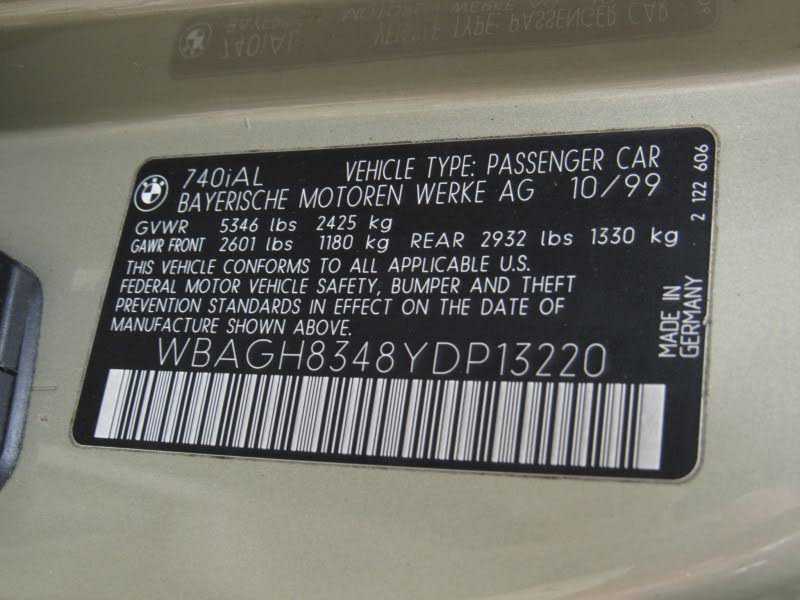 740iAL VEHICLE TYPE: PASSENGER CAR
BAYERISCHE MOTOREN WERKE AG 10/99
GVWR 5346 lbs 2425 kg
GAWR FRONT 2601 lbs 1180 kg REAR 2932 lbs 1330 kg
THIS VEHICLE CONFORMS TO ALL APPLICABLE U.S.
FEDERAL MOTOR VEHICLE SAFETY, BUMPER AND THEFT
PREVENTION STANDARDS IN EFFECT ON THE DATE OF
MANUFACTURE SHOWN ABOVE.
WBAGH8348YDP13220
2 122 606
MADE IN
GERMANY